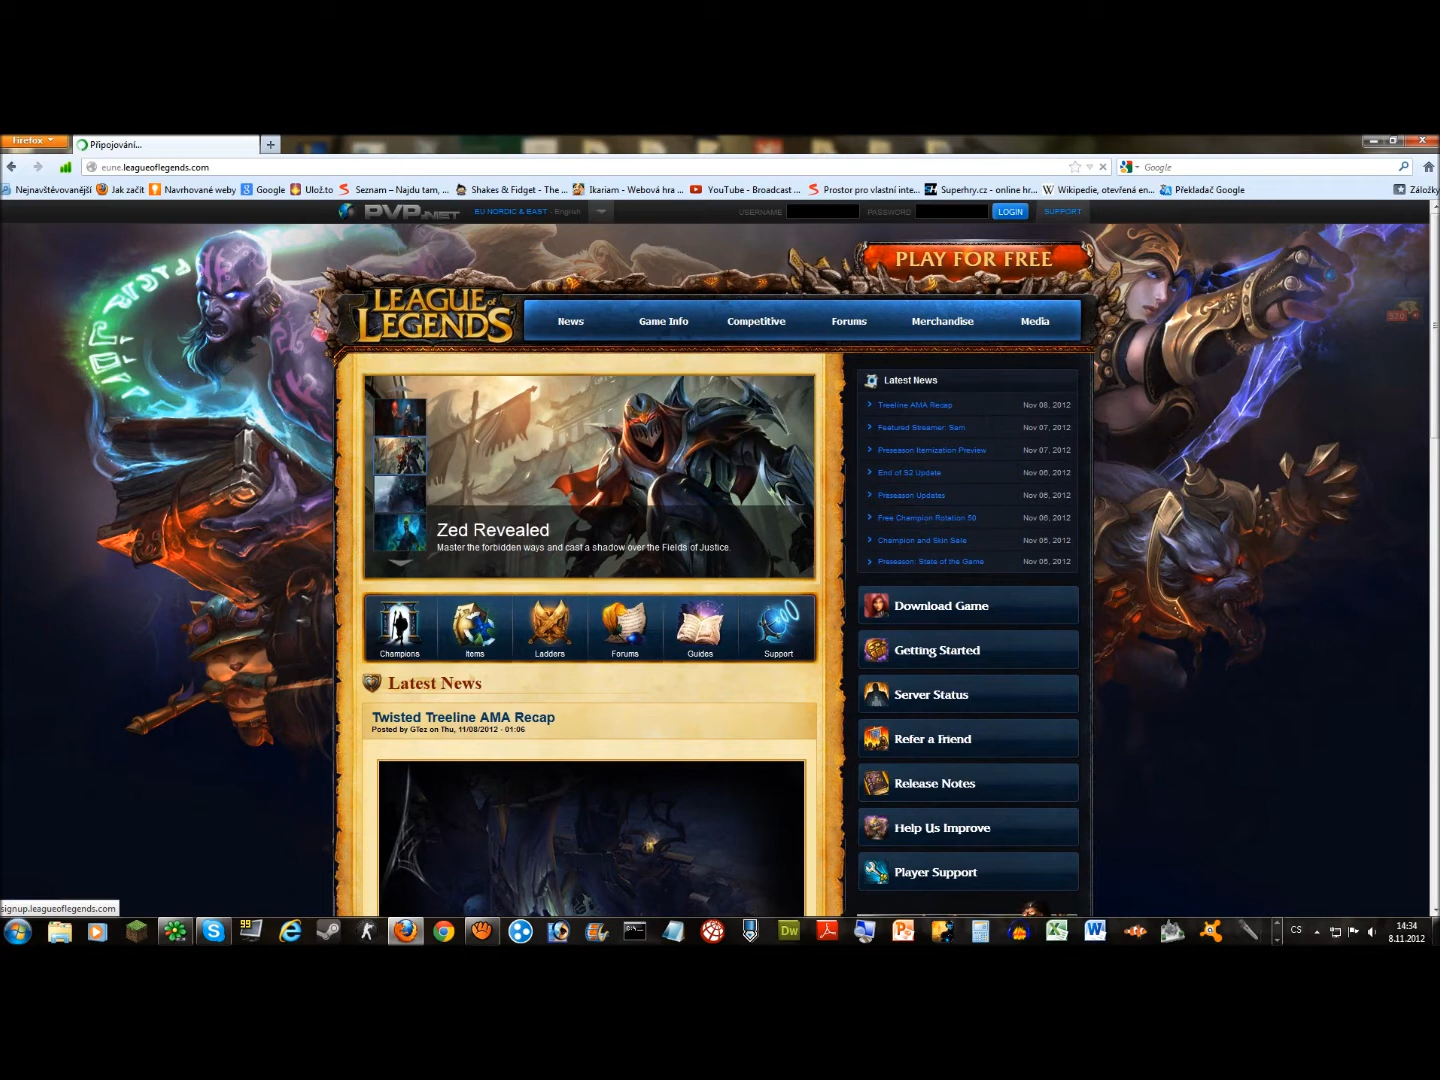 Firefox
Připojování...
eune.leagueoflegends.com
Google
Nejnavštěvovanější
Jak začít
Navrhované weby
Google
Ulož.to
Seznam – Najdu tam, ...
Shakes & Fidget - The ...
Ikariam - Webová hra ...
YouTube - Broadcast ...
Prostor pro vlastní inte...
Superhry.cz - online hr...
Wikipedie, otevřená en...
Překladač Google
Záložky
PVP.NET
EU NORDIC & EAST - English
USERNAME
PASSWORD
LOGIN
SUPPORT
PLAY FOR FREE
LEAGUE of LEGENDS
News
Game Info
Competitive
Forums
Merchandise
Media
Zed Revealed
Master the forbidden ways and cast a shadow over the Fields of Justice.
Latest News
Treeline AMA Recap Nov 08, 2012
Featured Streamer: Sam Nov 07, 2012
Preseason Itemization Preview Nov 07, 2012
End of S2 Update Nov 06, 2012
Preseason Updates Nov 06, 2012
Free Champion Rotation 50 Nov 06, 2012
Champion and Skin Sale Nov 05, 2012
Preseason: State of the Game Nov 05, 2012
Champions
Items
Ladders
Forums
Guides
Support
Latest News
Twisted Treeline AMA Recap
Posted by GTez on Thu, 11/08/2012 - 01:06
Download Game
Getting Started
Server Status
Refer a Friend
Release Notes
Help Us Improve
Player Support
signup.leagueoflegends.com
99
Dw
CS
14:34
8.11.2012